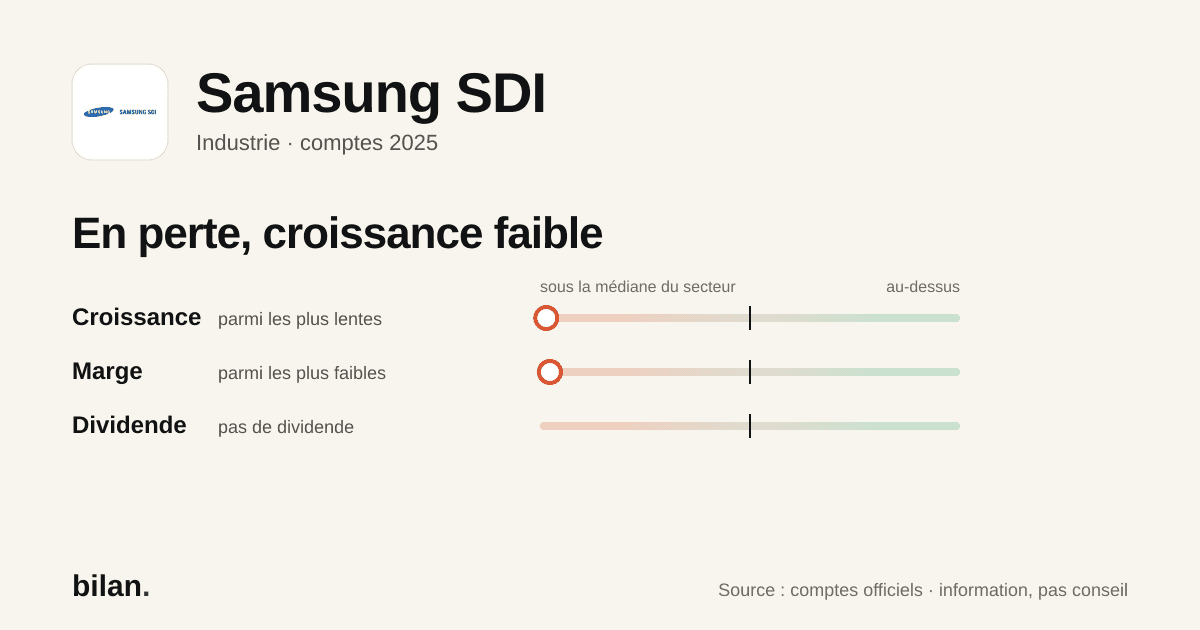 SAMSUNG SAMSUNG SDI
Samsung SDI
Industrie · comptes 2025
En perte, croissance faible
sous la médiane du secteur au-dessus
Croissance parmi les plus lentes
Marge parmi les plus faibles
Dividende pas de dividende
bilan.
Source : comptes officiels · information, pas conseil